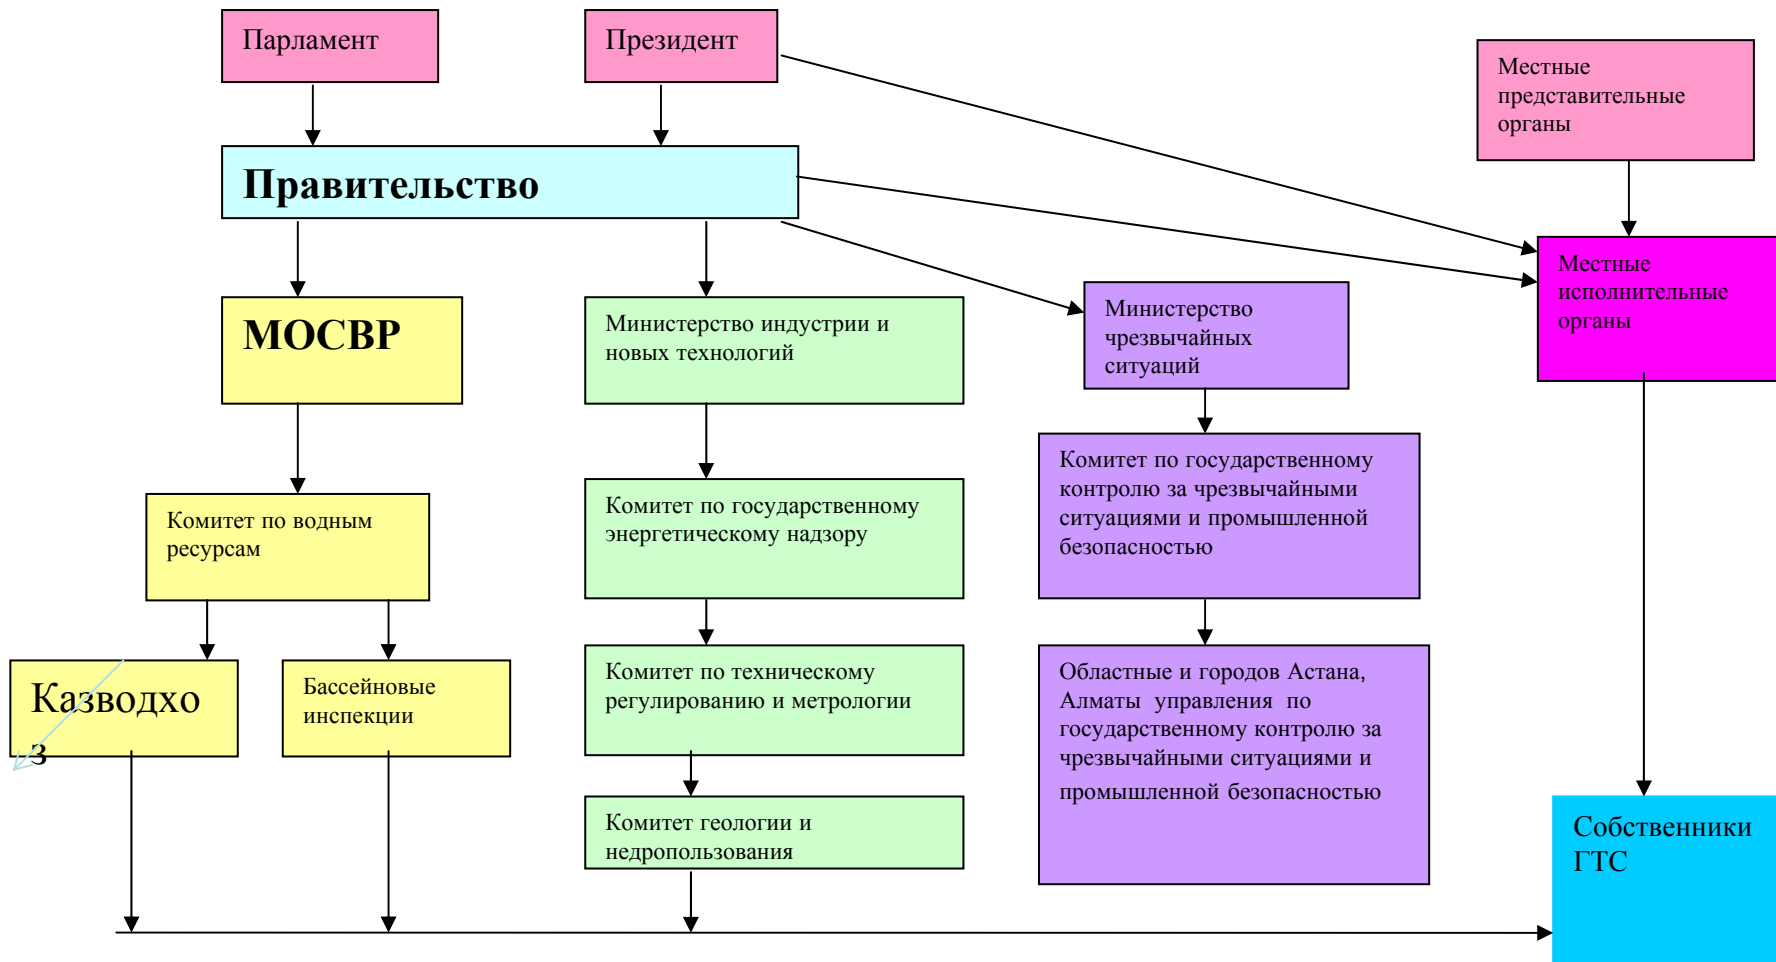 Парламент
Президент
Местные
представительные
органы
Правительство
Местные
исполнительные
органы
МОСВР
Министерство индустрии и
новых технологий
Министерство
чрезвычайных
ситуаций
Комитет по водным
ресурсам
Комитет по государственному
энергетическому надзору
Комитет по государственному
контролю за чрезвычайными
ситуациями и промышленной
безопасностью
Казводхо
з
Бассейновые
инспекции
Комитет по техническому
регулированию и метрологии
Областные и городов Астана,
Алматы управления по
государственному контролю за
чрезвычайными ситуациями и
промышленной безопасностью
Комитет геологии и
недропользования
Собственники
ГТС